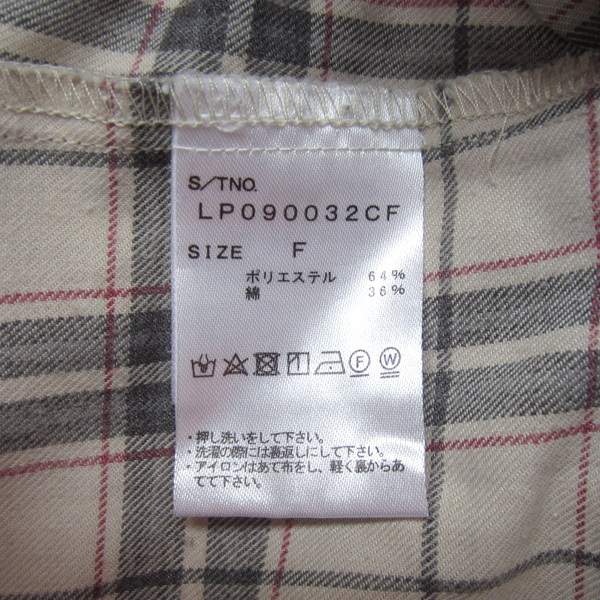 S/TNO.
LP090032CF
SIZE F
ポリエステル 64%
綿 36%
F W
・押し洗いをして下さい。
・洗濯の際には裏返しにして下さい。
・アイロンはあて布をし、軽く裏からあ
てて下さい。